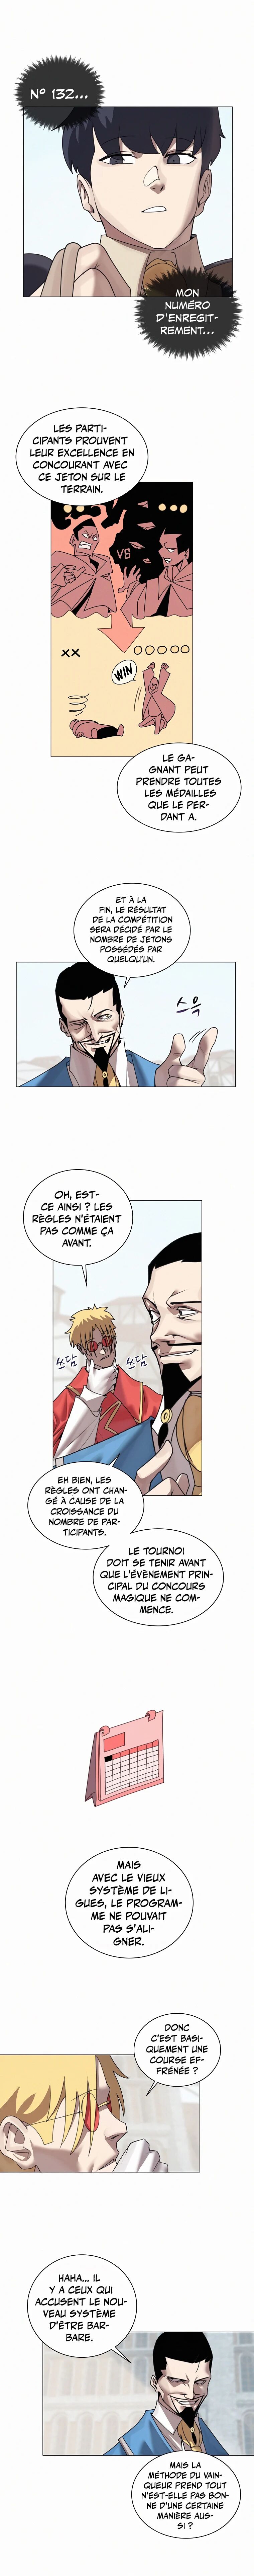 N° 132...
MON
NUMÉRO
D'ENREGIT-
REMENT...
LES PARTI-
CIPANTS PROUVENT
LEUR EXCELLENCE EN
CONCOURANT AVEC
CE JETON SUR LE
TERRAIN.
VS
××
WIN
LE GA-
GNANT PEUT
PRENDRE TOUTES
LES MÉDAILLES
QUE LE PER-
DANT A.
ET À LA
FIN, LE RÉSULTAT
DE LA COMPÉTITION
SERA DÉCIDÉ PAR LE
NOMBRE DE JETONS
POSSÉDÉS PAR
QUELQU'UN.
스윽
OH, EST-
CE AINSI ? LES
RÈGLES N'ÉTAIENT
PAS COMME ÇA
AVANT.
쓰담
쓰담
EH BIEN, LES
RÈGLES ONT CHAN-
GÉ À CAUSE DE LA
CROISSANCE DU
NOMBRE DE PAR-
TICIPANTS.
LE TOURNOI
DOIT SE TENIR AVANT
QUE L'ÉVÈNEMENT PRIN-
CIPAL DU CONCOURS
MAGIQUE NE COM-
MENCE.
MAIS
AVEC LE VIEUX
SYSTÈME DE LI-
GUES, LE PROGRAM-
ME NE POUVAIT
PAS S'ALI-
GNER.
DONC
C'EST BASI-
QUEMENT UNE
COURSE EF-
FRÉNÉE ?
HAHA... IL
Y A CEUX QUI
ACCUSENT LE NOU-
VEAU SYSTÈME
D'ÊTRE BAR-
BARE.
MAIS LA
MÉTHODE DU VAIN-
QUEUR PREND TOUT
N'EST-ELLE PAS BON-
NE D'UNE CERTAINE
MANIÈRE AUS-
SI ?